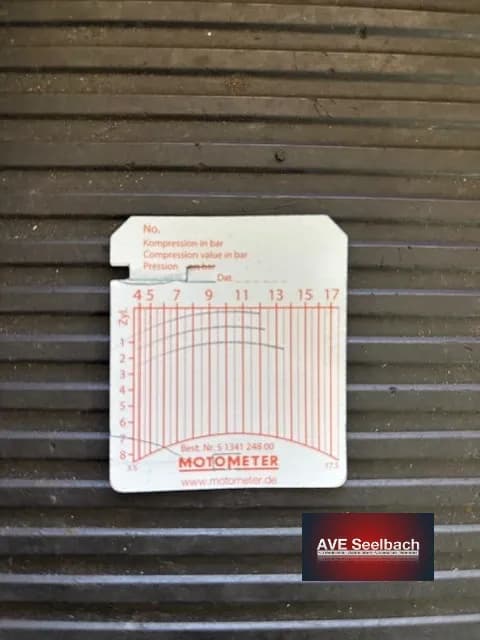 No.
Kompression in bar
Compression value in bar
Pression en bar
Dat.
4 5 7 9 11 13 15 17
Zyl.
1
2
3
4
5
6
7
8
Best. Nr. 5 1341 248 00
3.5 MOTOMETER 17.5
www.motometer.de
AVE Seelbach